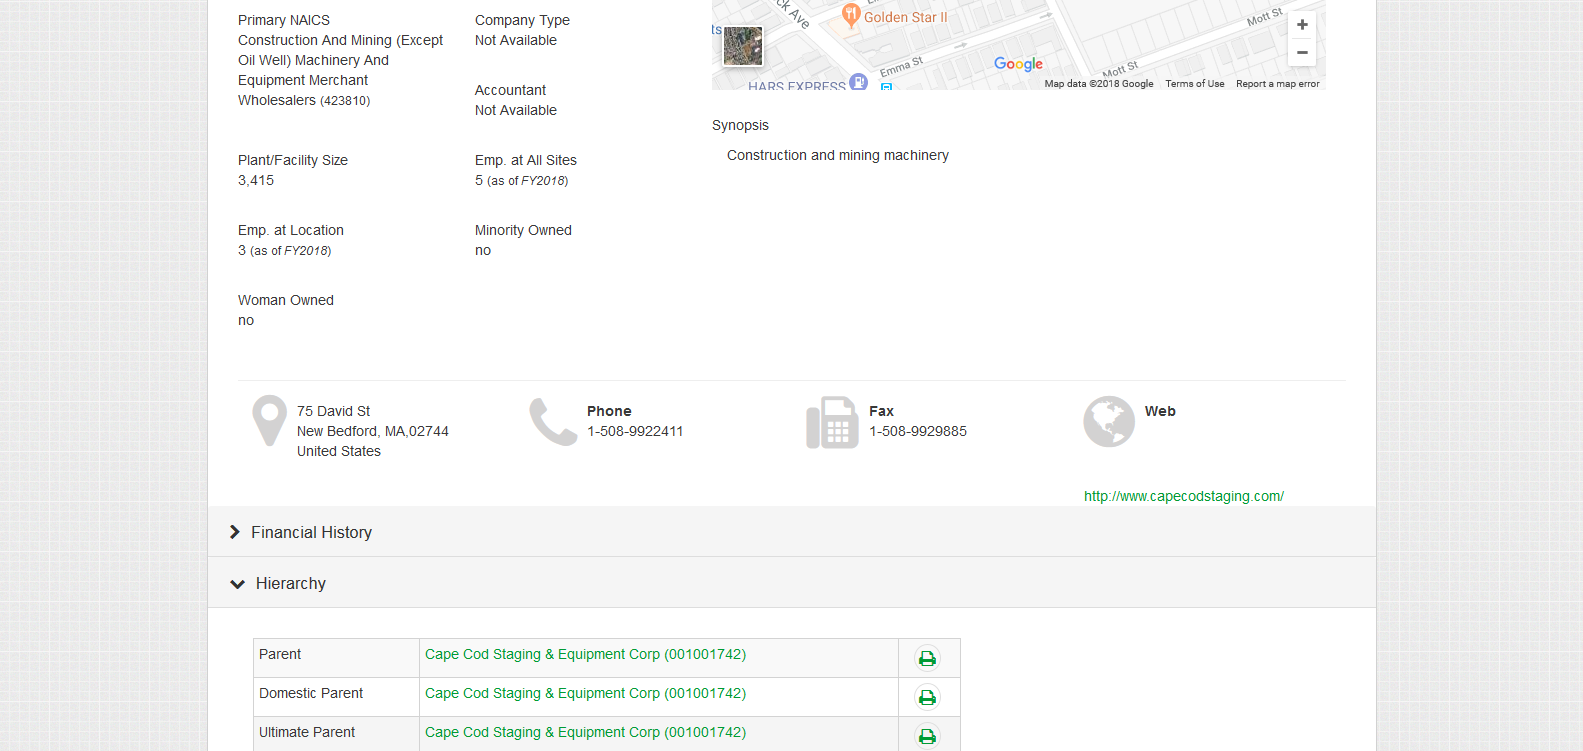 Primary NAICS
Construction And Mining (Except
Oil Well) Machinery And
Equipment Merchant
Wholesalers (423810)
Company Type
Not Available
Accountant
Not Available
Plant/Facility Size
3,415
Emp. at All Sites
5 (as of FY2018)
Emp. at Location
3 (as of FY2018)
Minority Owned
no
Woman Owned
no
ck Ave
Golden Star II
Mott St
ts
Emma St
Google
Mott St
HARS EXPRESS
Map data ©2018 Google Terms of Use Report a map error
+
−
Synopsis
Construction and mining machinery
75 David St
New Bedford, MA,02744
United States
Phone
1-508-9922411
Fax
1-508-9929885
Web
http://www.capecodstaging.com/
Financial History
Hierarchy
Parent Cape Cod Staging & Equipment Corp (001001742)
Domestic Parent Cape Cod Staging & Equipment Corp (001001742)
Ultimate Parent Cape Cod Staging & Equipment Corp (001001742)